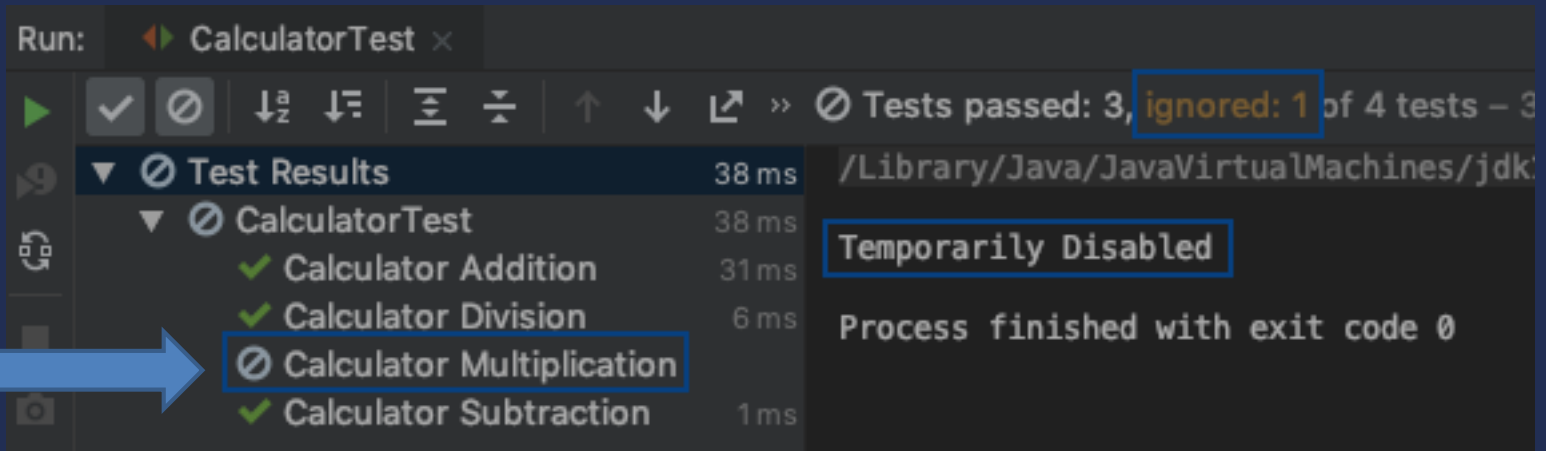 Run: CalculatorTest
Tests passed: 3, ignored: 1 of 4 tests – 3
Test Results 38 ms
CalculatorTest 38 ms
Calculator Addition 31 ms
Calculator Division 6 ms
Calculator Multiplication
Calculator Subtraction 1 ms
/Library/Java/JavaVirtualMachines/jdk
Temporarily Disabled
Process finished with exit code 0